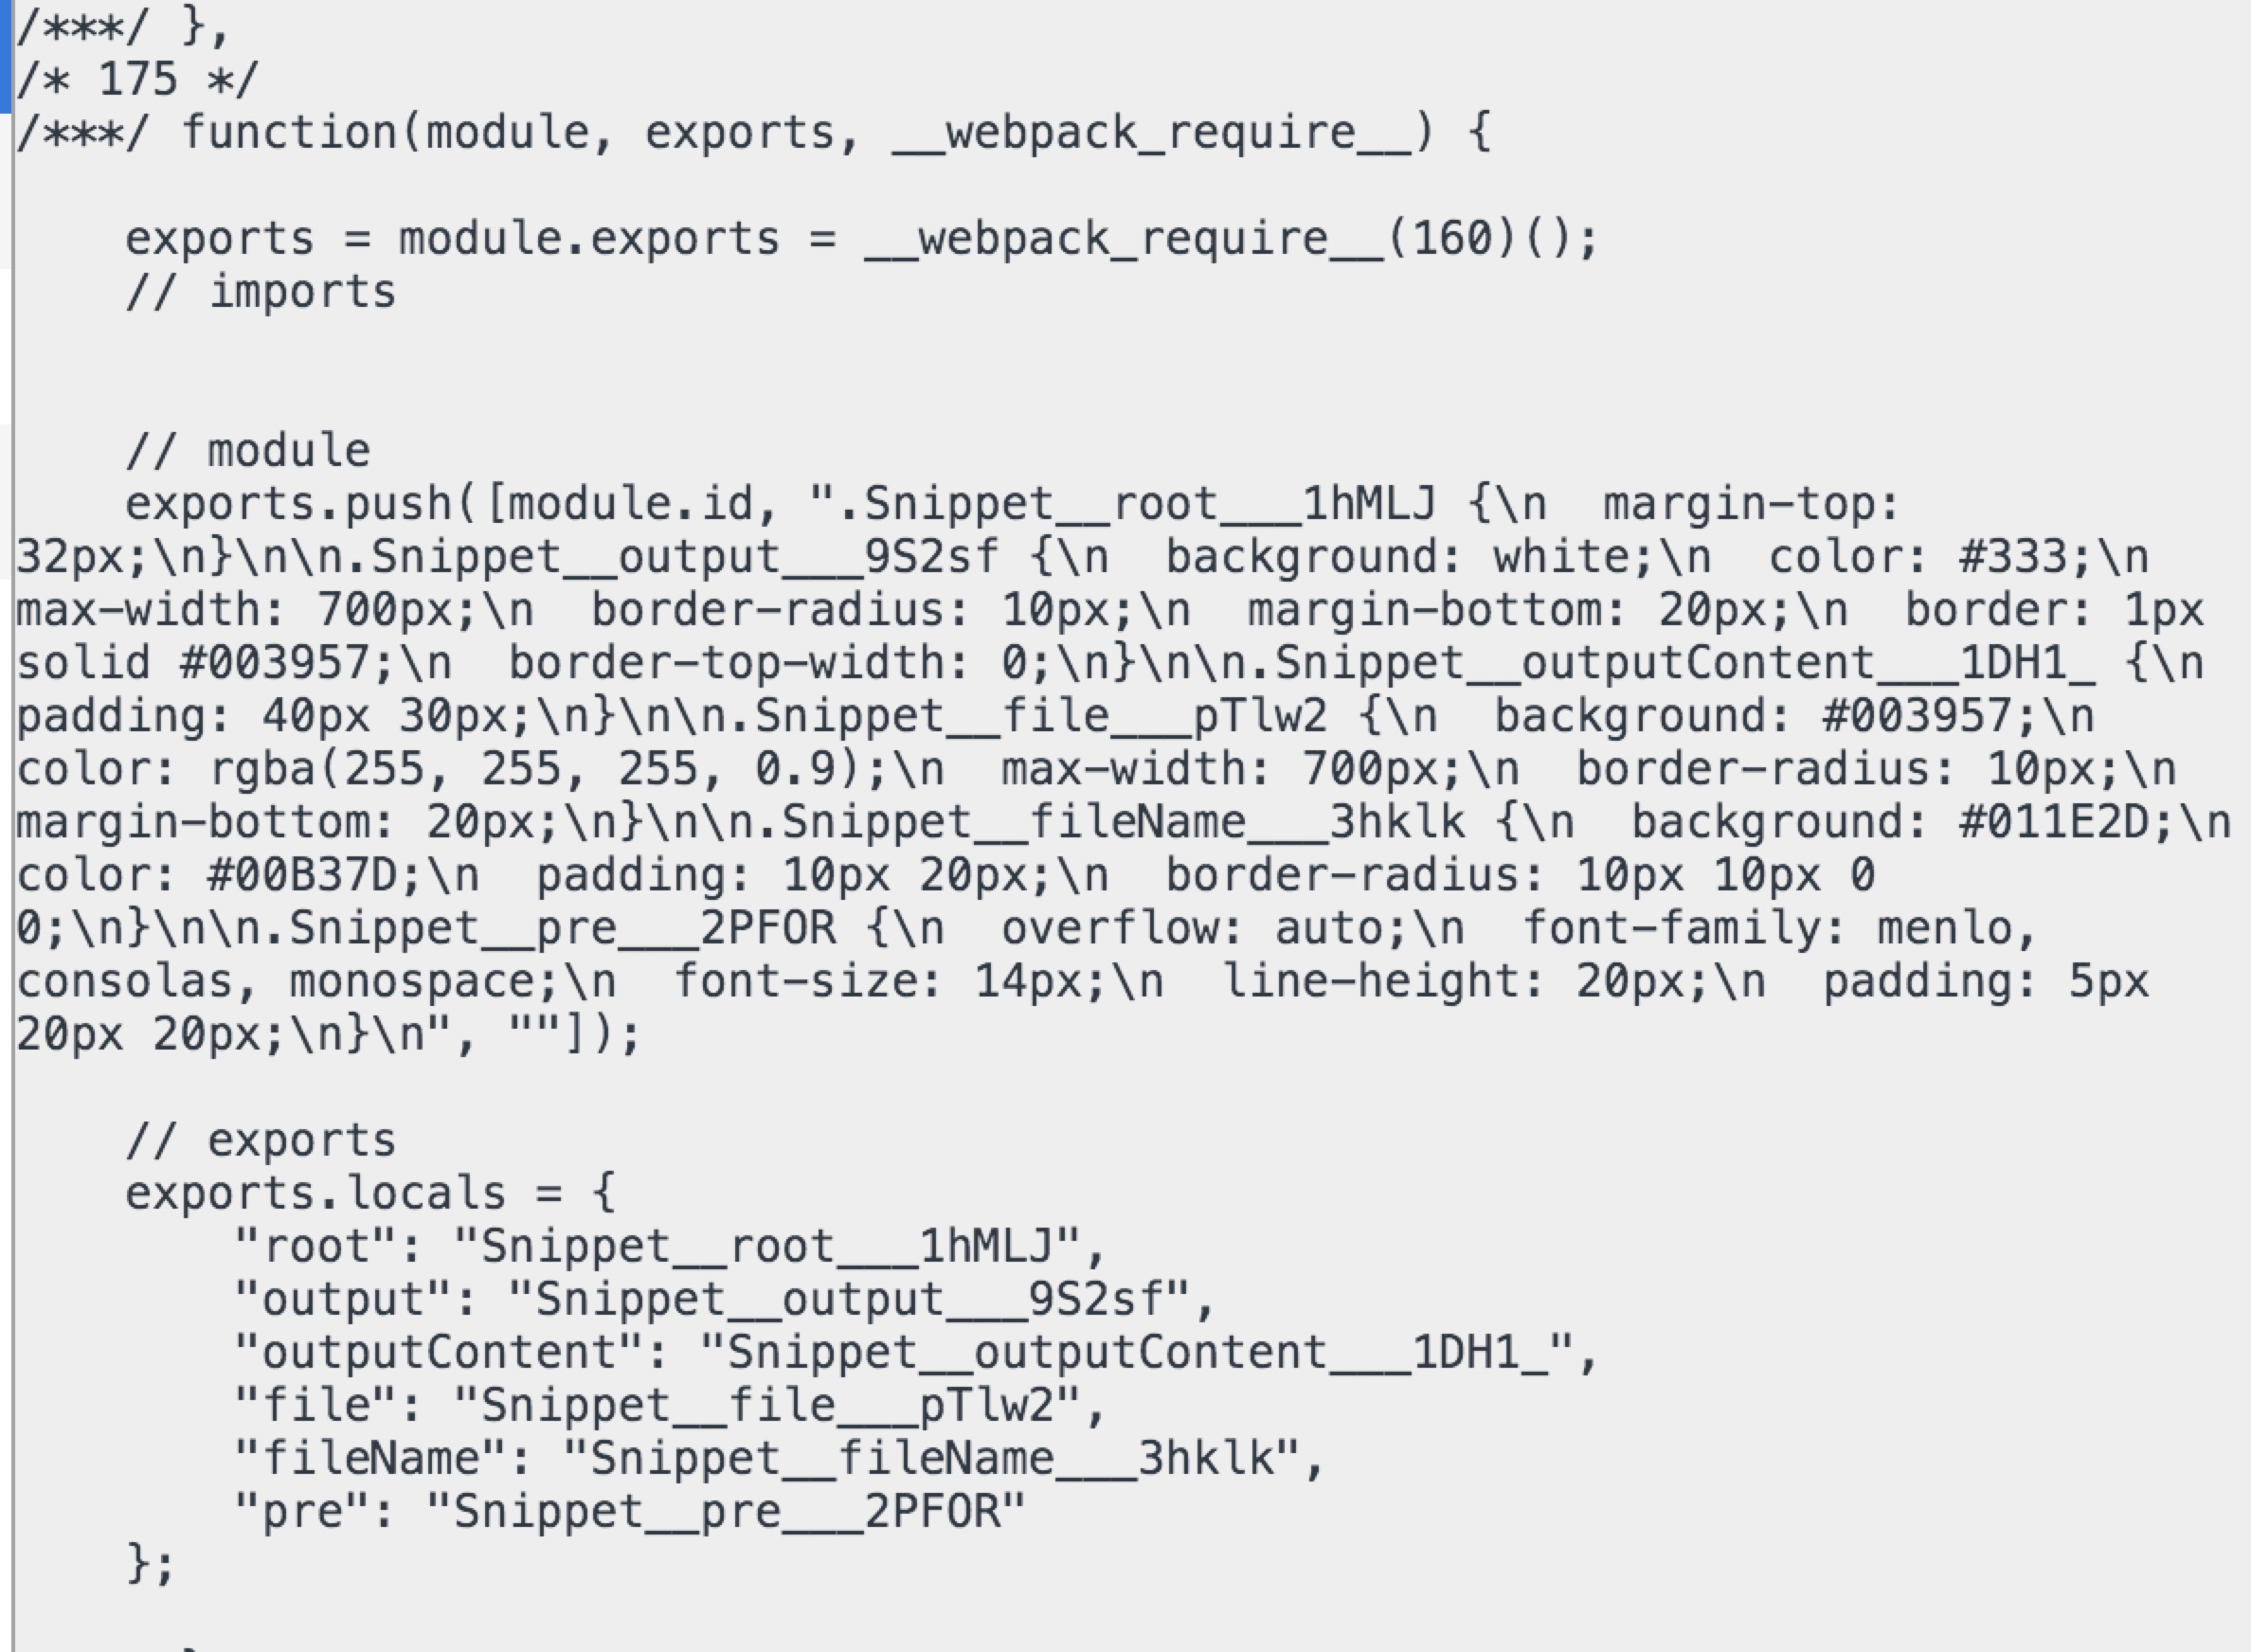 /***/ },
/* 175 */
/***/ function(module, exports, __webpack_require__) {
    exports = module.exports = __webpack_require__(160)();
    // imports
    // module
    exports.push([module.id, ".Snippet__root___1hMLJ {\n  margin-top:
32px;\n}\n\n.Snippet__output___9S2sf {\n  background: white;\n  color: #333;\n
max-width: 700px;\n  border-radius: 10px;\n  margin-bottom: 20px;\n  border: 1px
solid #003957;\n  border-top-width: 0;\n}\n\n.Snippet__outputContent___1DH1_ {\n
padding: 40px 30px;\n}\n\n.Snippet__file___pTlw2 {\n  background: #003957;\n
color: rgba(255, 255, 255, 0.9);\n  max-width: 700px;\n  border-radius: 10px;\n
margin-bottom: 20px;\n}\n\n.Snippet__fileName___3hklk {\n  background: #011E2D;\n
color: #00B37D;\n  padding: 10px 20px;\n  border-radius: 10px 10px 0
0;\n}\n\n.Snippet__pre___2PFOR {\n  overflow: auto;\n  font-family: menlo,
consolas, monospace;\n  font-size: 14px;\n  line-height: 20px;\n  padding: 5px
20px 20px;\n}\n", ""]);
    // exports
    exports.locals = {
        "root": "Snippet__root___1hMLJ",
        "output": "Snippet__output___9S2sf",
        "outputContent": "Snippet__outputContent___1DH1_",
        "file": "Snippet__file___pTlw2",
        "fileName": "Snippet__fileName___3hklk",
        "pre": "Snippet__pre___2PFOR"
    };